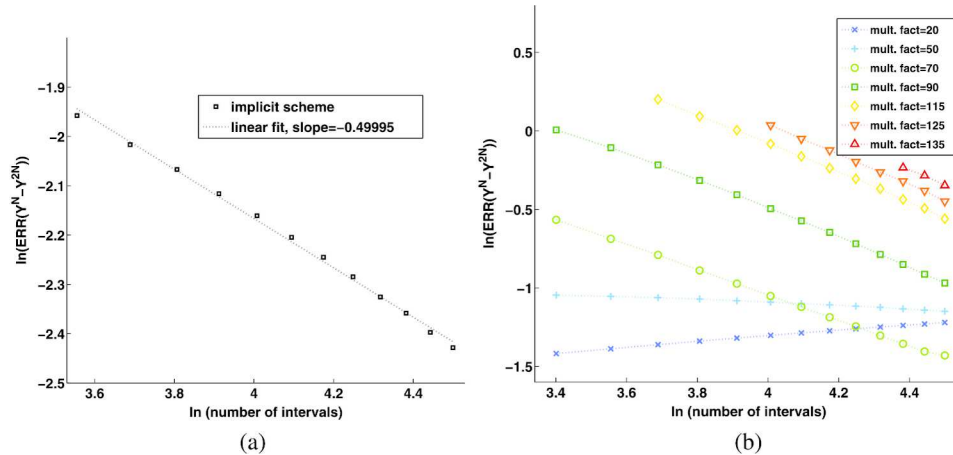 −1.9
−2
−2.1
−2.2
−2.3
−2.4
−2.5
3.6
3.8
4
4.2
4.4
ln (number of intervals)
ln(ERR(Y^N−Y^2N))
implicit scheme
linear fit, slope=−0.49995
(a)
0.5
0
−0.5
−1
−1.5
3.4
3.6
3.8
4
4.2
4.4
ln (number of intervals)
ln(ERR(Y^N−Y^2N))
mult. fact=20
mult. fact=50
mult. fact=70
mult. fact=90
mult. fact=115
mult. fact=125
mult. fact=135
(b)